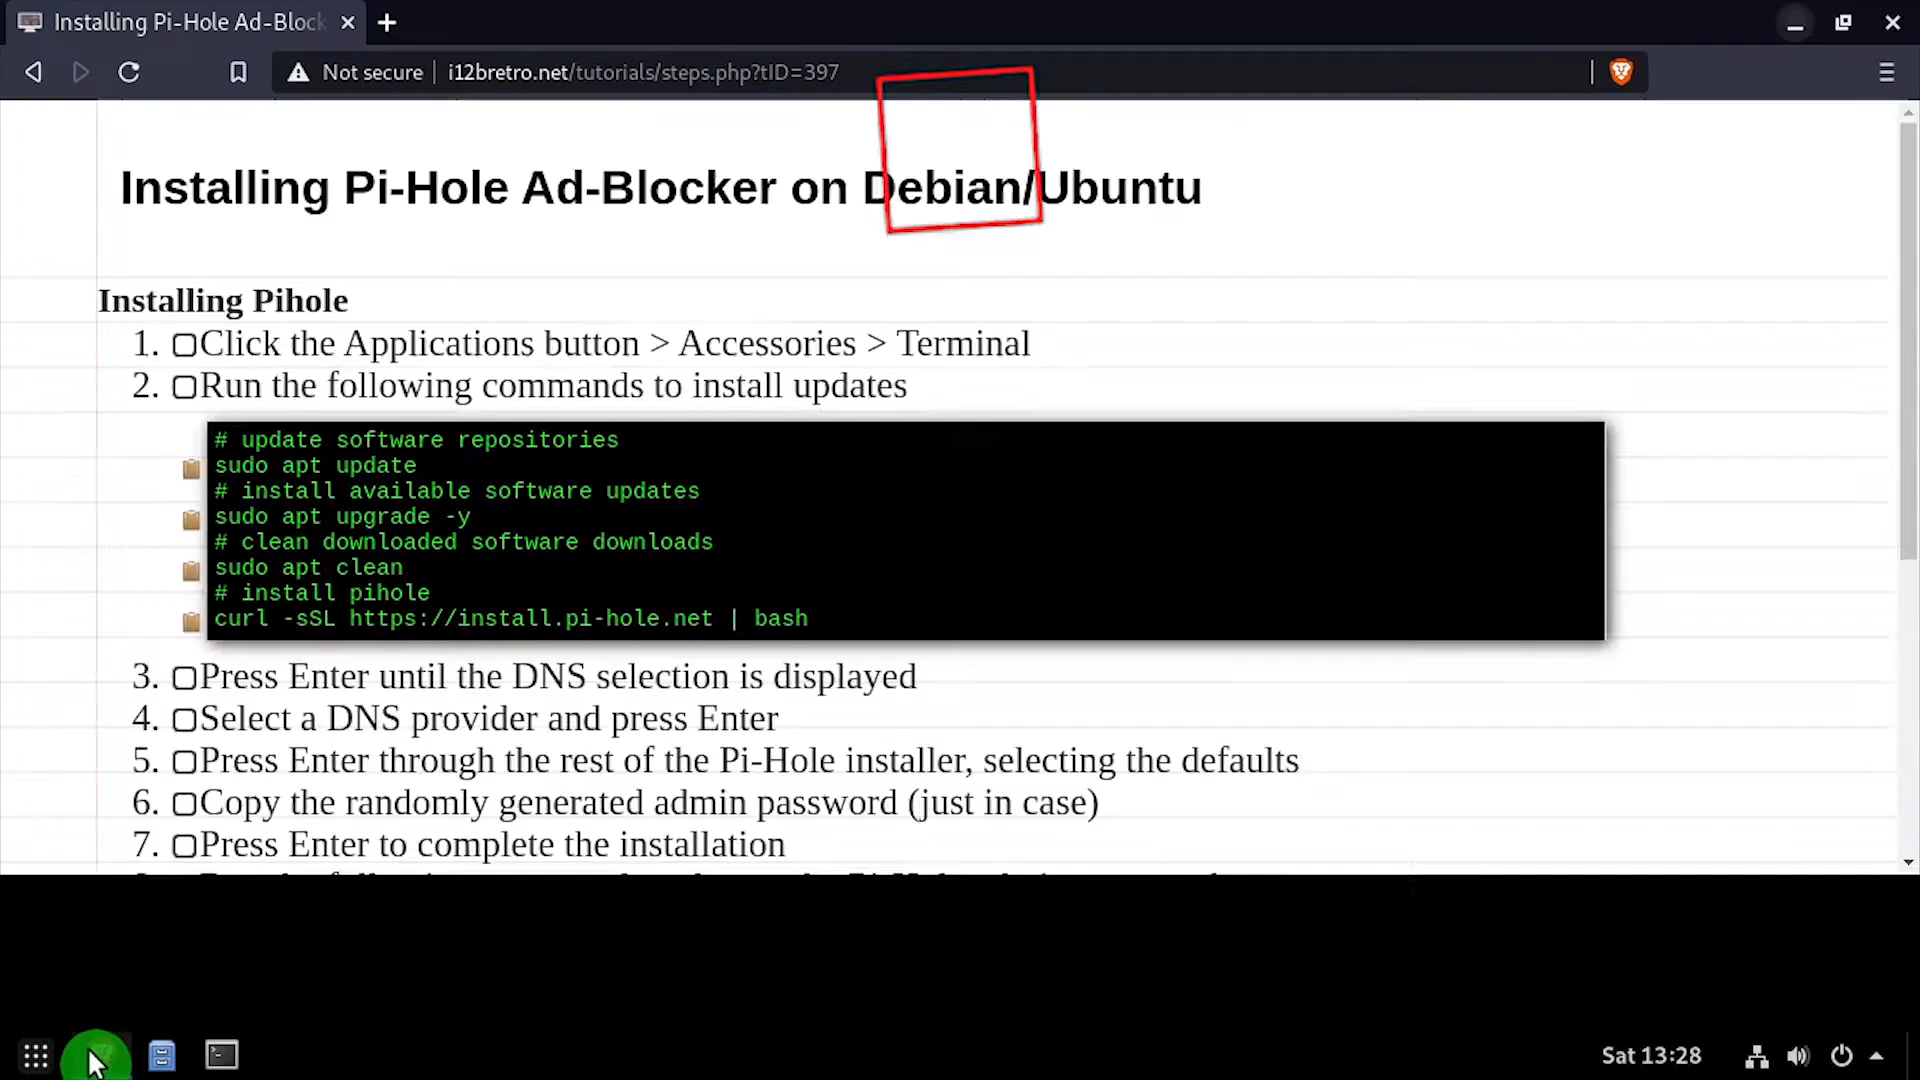 Installing Pi-Hole Ad-Block
Not secure
i12bretro.net/tutorials/steps.php?tID=397
Installing Pi-Hole Ad-Blocker on Debian/Ubuntu
Installing Pihole
1. Click the Applications button > Accessories > Terminal
2. Run the following commands to install updates
# update software repositories
sudo apt update
# install available software updates
sudo apt upgrade -y
# clean downloaded software downloads
sudo apt clean
# install pihole
curl -sSL https://install.pi-hole.net | bash
3. Press Enter until the DNS selection is displayed
4. Select a DNS provider and press Enter
5. Press Enter through the rest of the Pi-Hole installer, selecting the defaults
6. Copy the randomly generated admin password (just in case)
7. Press Enter to complete the installation
Sat 13:28